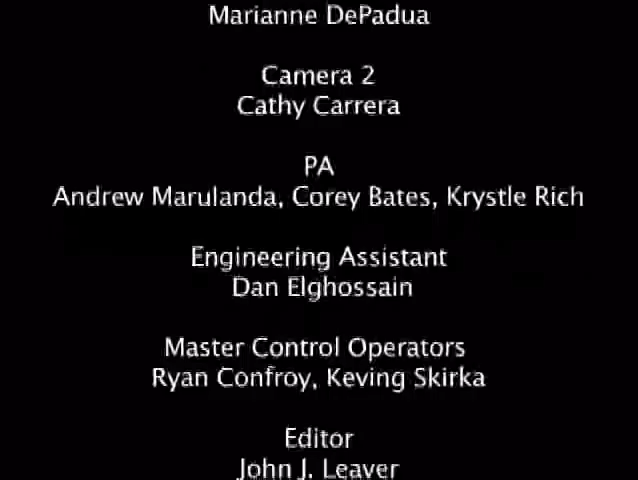 Marianne DePadua
Camera 2
Cathy Carrera
PA
Andrew Marulanda, Corey Bates, Krystle Rich
Engineering Assistant
Dan Elghossain
Master Control Operators
Ryan Confroy, Keving Skirka
Editor
John J. Leaver